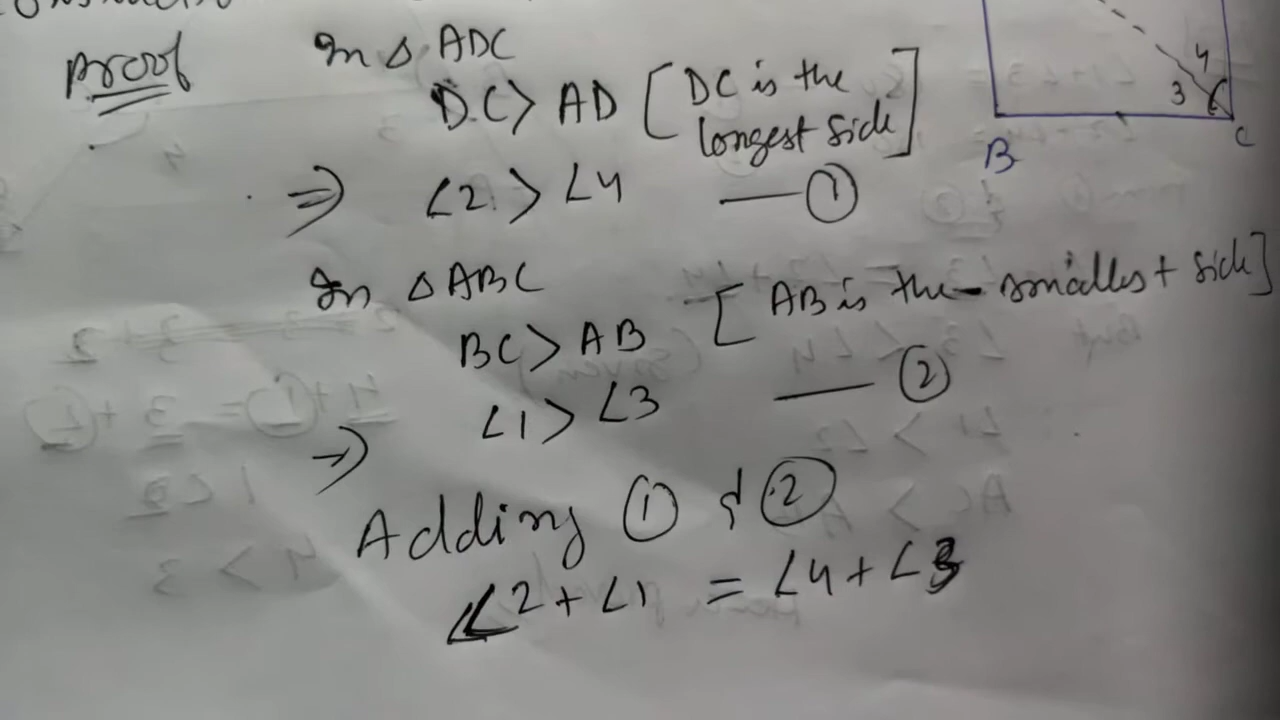 Proof In △ ADC
DC > AD [DC is the longest side]
⇒ ∠2 > ∠4 —— ①
In △ ABC
BC > AB [AB is the smallest side]
⇒ ∠1 > ∠3 —— ②
Adding ① & ②
∠2 + ∠1 = ∠4 + ∠3
4
3
B
C